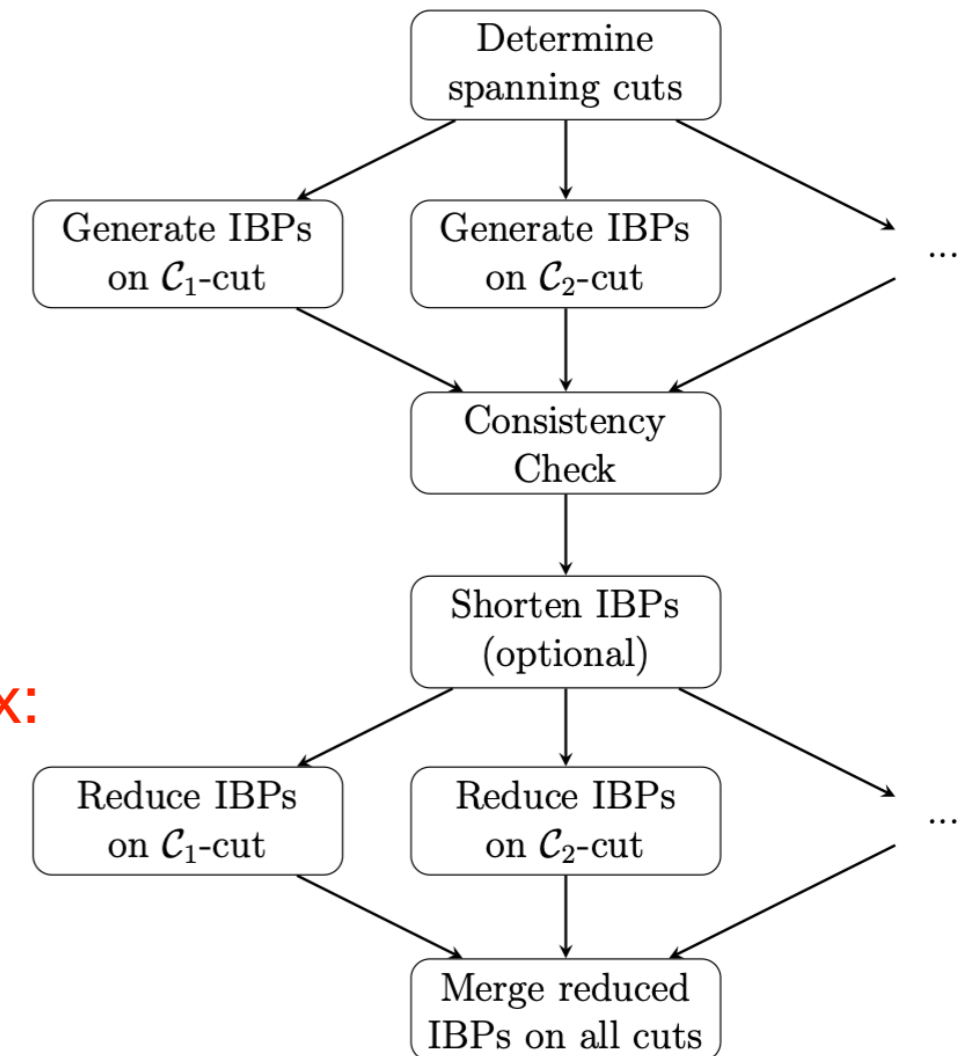 Determine
spanning cuts
Generate IBPs
on 𝒞₁-cut
Generate IBPs
on 𝒞₂-cut
...
Consistency
Check
Shorten IBPs
(optional)
x:
Reduce IBPs
on 𝒞₁-cut
Reduce IBPs
on 𝒞₂-cut
...
Merge reduced
IBPs on all cuts